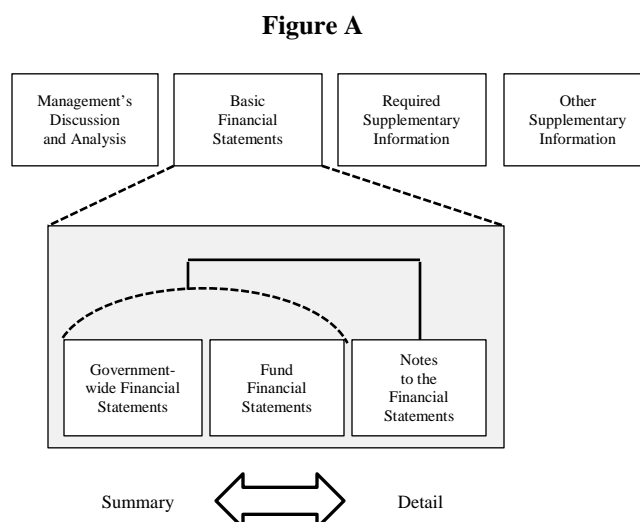 Figure A
Management's
Discussion
and Analysis
Basic
Financial
Statements
Required
Supplementary
Information
Other
Supplementary
Information
Government-
wide Financial
Statements
Fund
Financial
Statements
Notes
to the
Financial
Statements
Summary
Detail